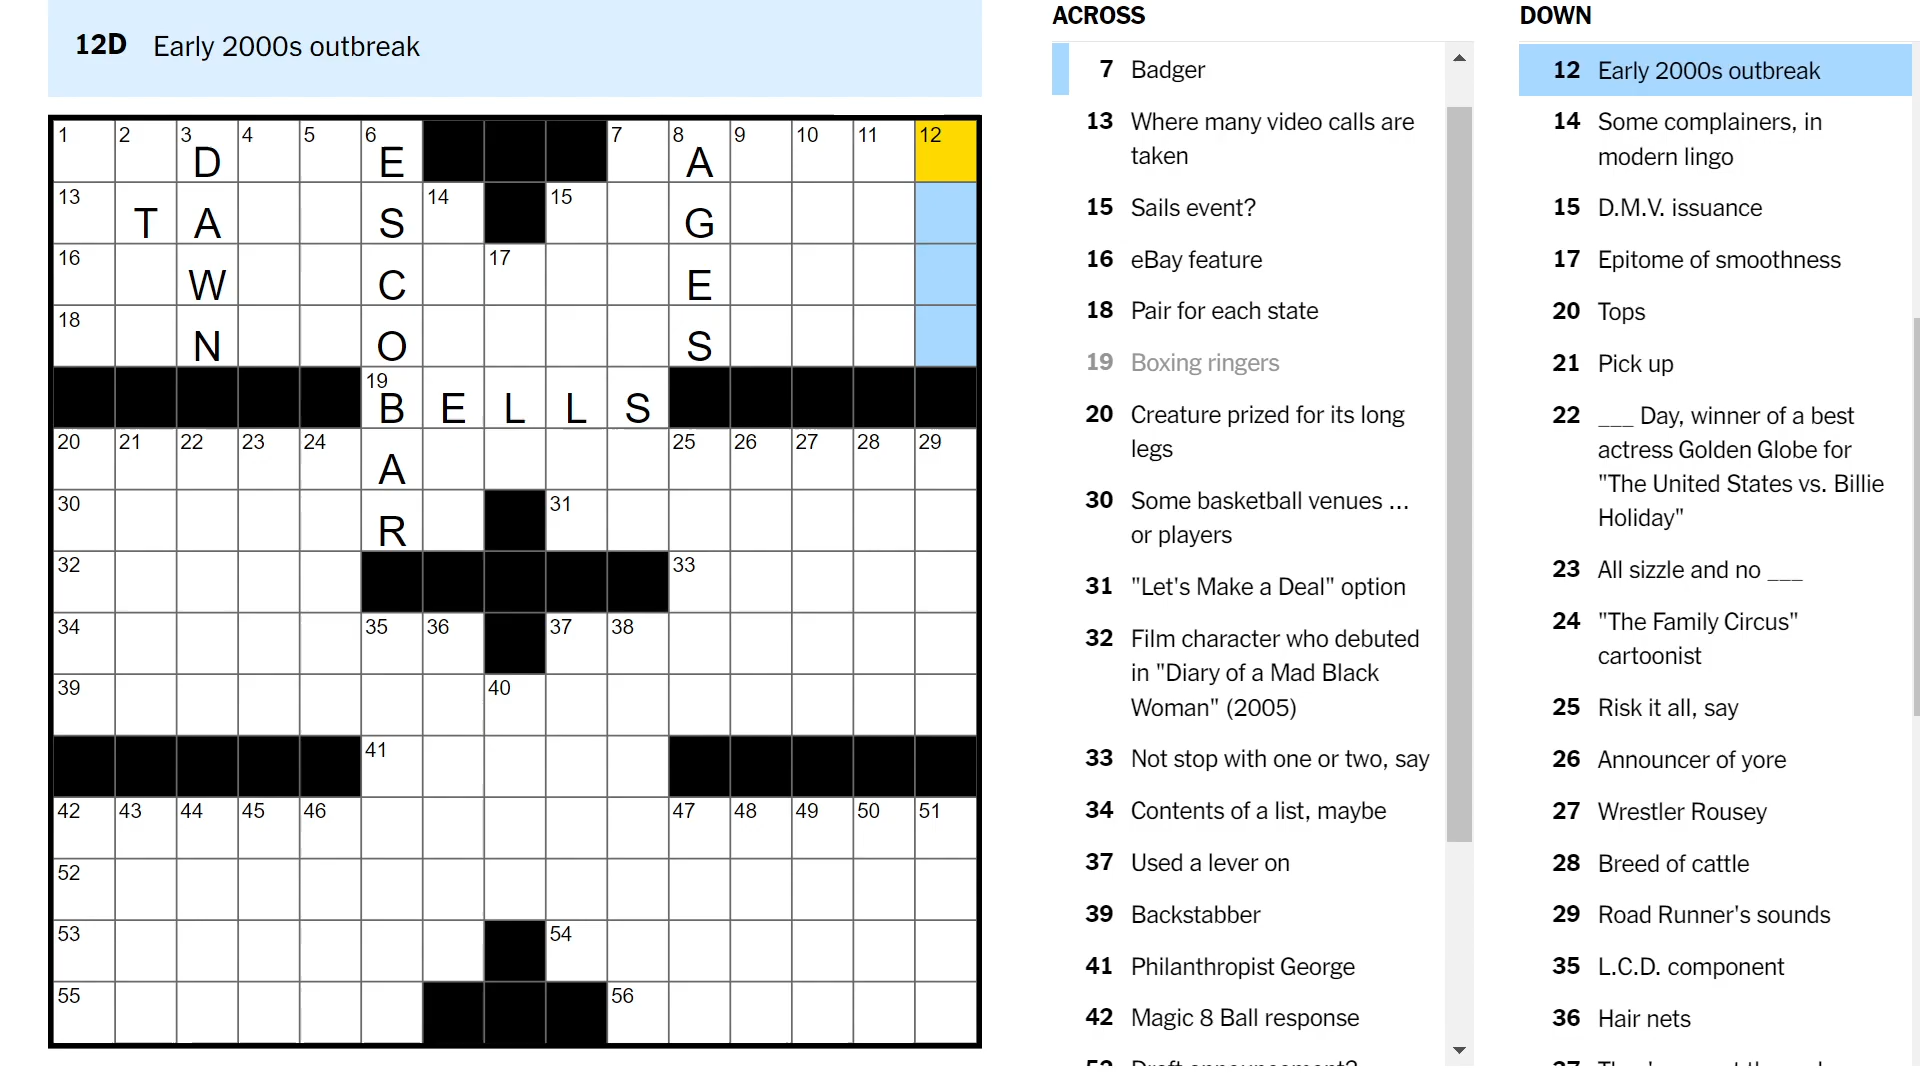 12D Early 2000s outbreak
1 2 3 D 4 5 6 E 7 8 A 9 10 11 12
13 T A S 14 15 G
16 W C 17 E
18 N O S
19 B E L L S
20 21 22 23 24 A 25 26 27 28 29
30 R 31
32 33
34 35 36 37 38
39 40
41
42 43 44 45 46 47 48 49 50 51
52
53 54
55 56
ACROSS
7 Badger
13 Where many video calls are
taken
15 Sails event?
16 eBay feature
18 Pair for each state
19 Boxing ringers
20 Creature prized for its long
legs
30 Some basketball venues ...
or players
31 "Let's Make a Deal" option
32 Film character who debuted
in "Diary of a Mad Black
Woman" (2005)
33 Not stop with one or two, say
34 Contents of a list, maybe
37 Used a lever on
39 Backstabber
41 Philanthropist George
42 Magic 8 Ball response
DOWN
12 Early 2000s outbreak
14 Some complainers, in
modern lingo
15 D.M.V. issuance
17 Epitome of smoothness
20 Tops
21 Pick up
22 ___ Day, winner of a best
actress Golden Globe for
"The United States vs. Billie
Holiday"
23 All sizzle and no ___
24 "The Family Circus"
cartoonist
25 Risk it all, say
26 Announcer of yore
27 Wrestler Rousey
28 Breed of cattle
29 Road Runner's sounds
35 L.C.D. component
36 Hair nets